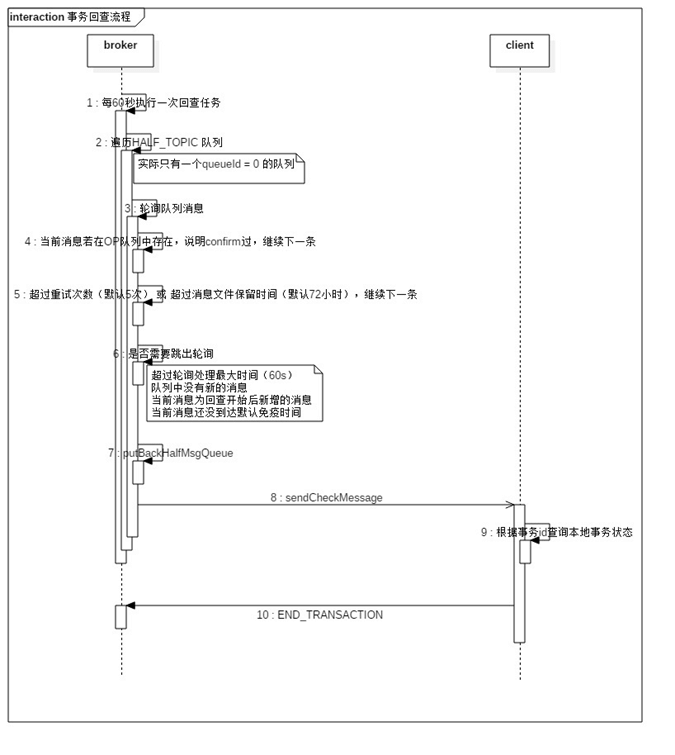 interaction 事务回查流程
broker
client
1 : 每60秒执行一次回查任务
2 : 遍历HALF_TOPIC 队列
实际只有一个queueId = 0 的队列
3 : 轮询队列消息
4 : 当前消息若在OP队列中存在，说明confirm过，继续下一条
5 : 超过重试次数（默认5次） 或 超过消息文件保留时间（默认72小时），继续下一条
6 : 是否需要跳出轮询
超过轮询处理最大时间（60s）
队列中没有新的消息
当前消息为回查开始后新增的消息
当前消息还没到达默认免疫时间
7 : putBackHalfMsgQueue
8 : sendCheckMessage
9 : 根据事务id查询本地事务状态
10 : END_TRANSACTION